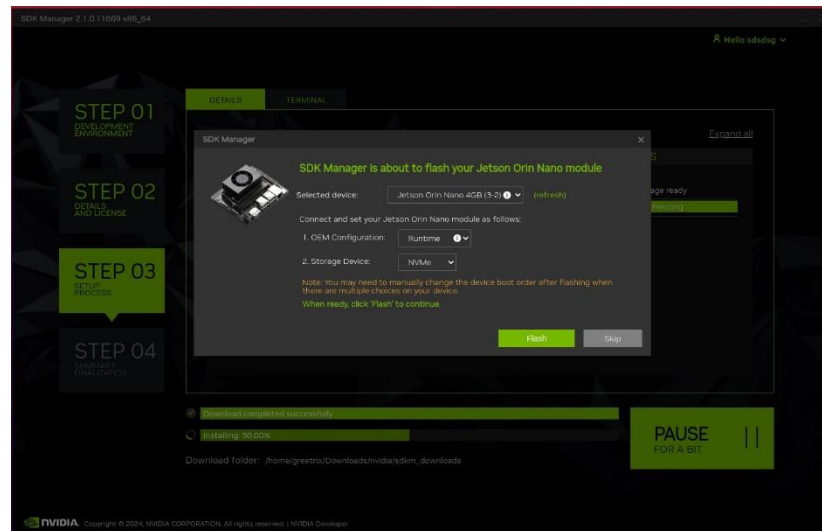 SDK Manager 2.1.0.11669 x86_64
Hello sdsdsg
STEP 01
DEVELOPMENT
ENVIRONMENT
DETAILS
TERMINAL
Expand all
SDK Manager
SDK Manager is about to flash your Jetson Orin Nano module
Selected device: Jetson Orin Nano 4GB (3-2) (refresh)
Connect and set your Jetson Orin Nano module as follows:
1. OEM Configuration: Runtime
2. Storage Device: NVMe
Note: You may need to manually change the device boot order after flashing when
there are multiple choices on your device.
When ready, click 'Flash' to continue.
Flash
Skip
S
age ready
Pending
STEP 02
DETAILS
AND LICENSE
STEP 03
SETUP
PROCESS
STEP 04
SUMMARY
FINALIZATION
Download completed successfully
Installing: 50.00%
Download folder: /home/greetrix/Downloads/nvidia/sdkm_downloads
PAUSE
FOR A BIT
NVIDIA. Copyright © 2024, NVIDIA CORPORATION. All rights reserved. | NVIDIA Developer